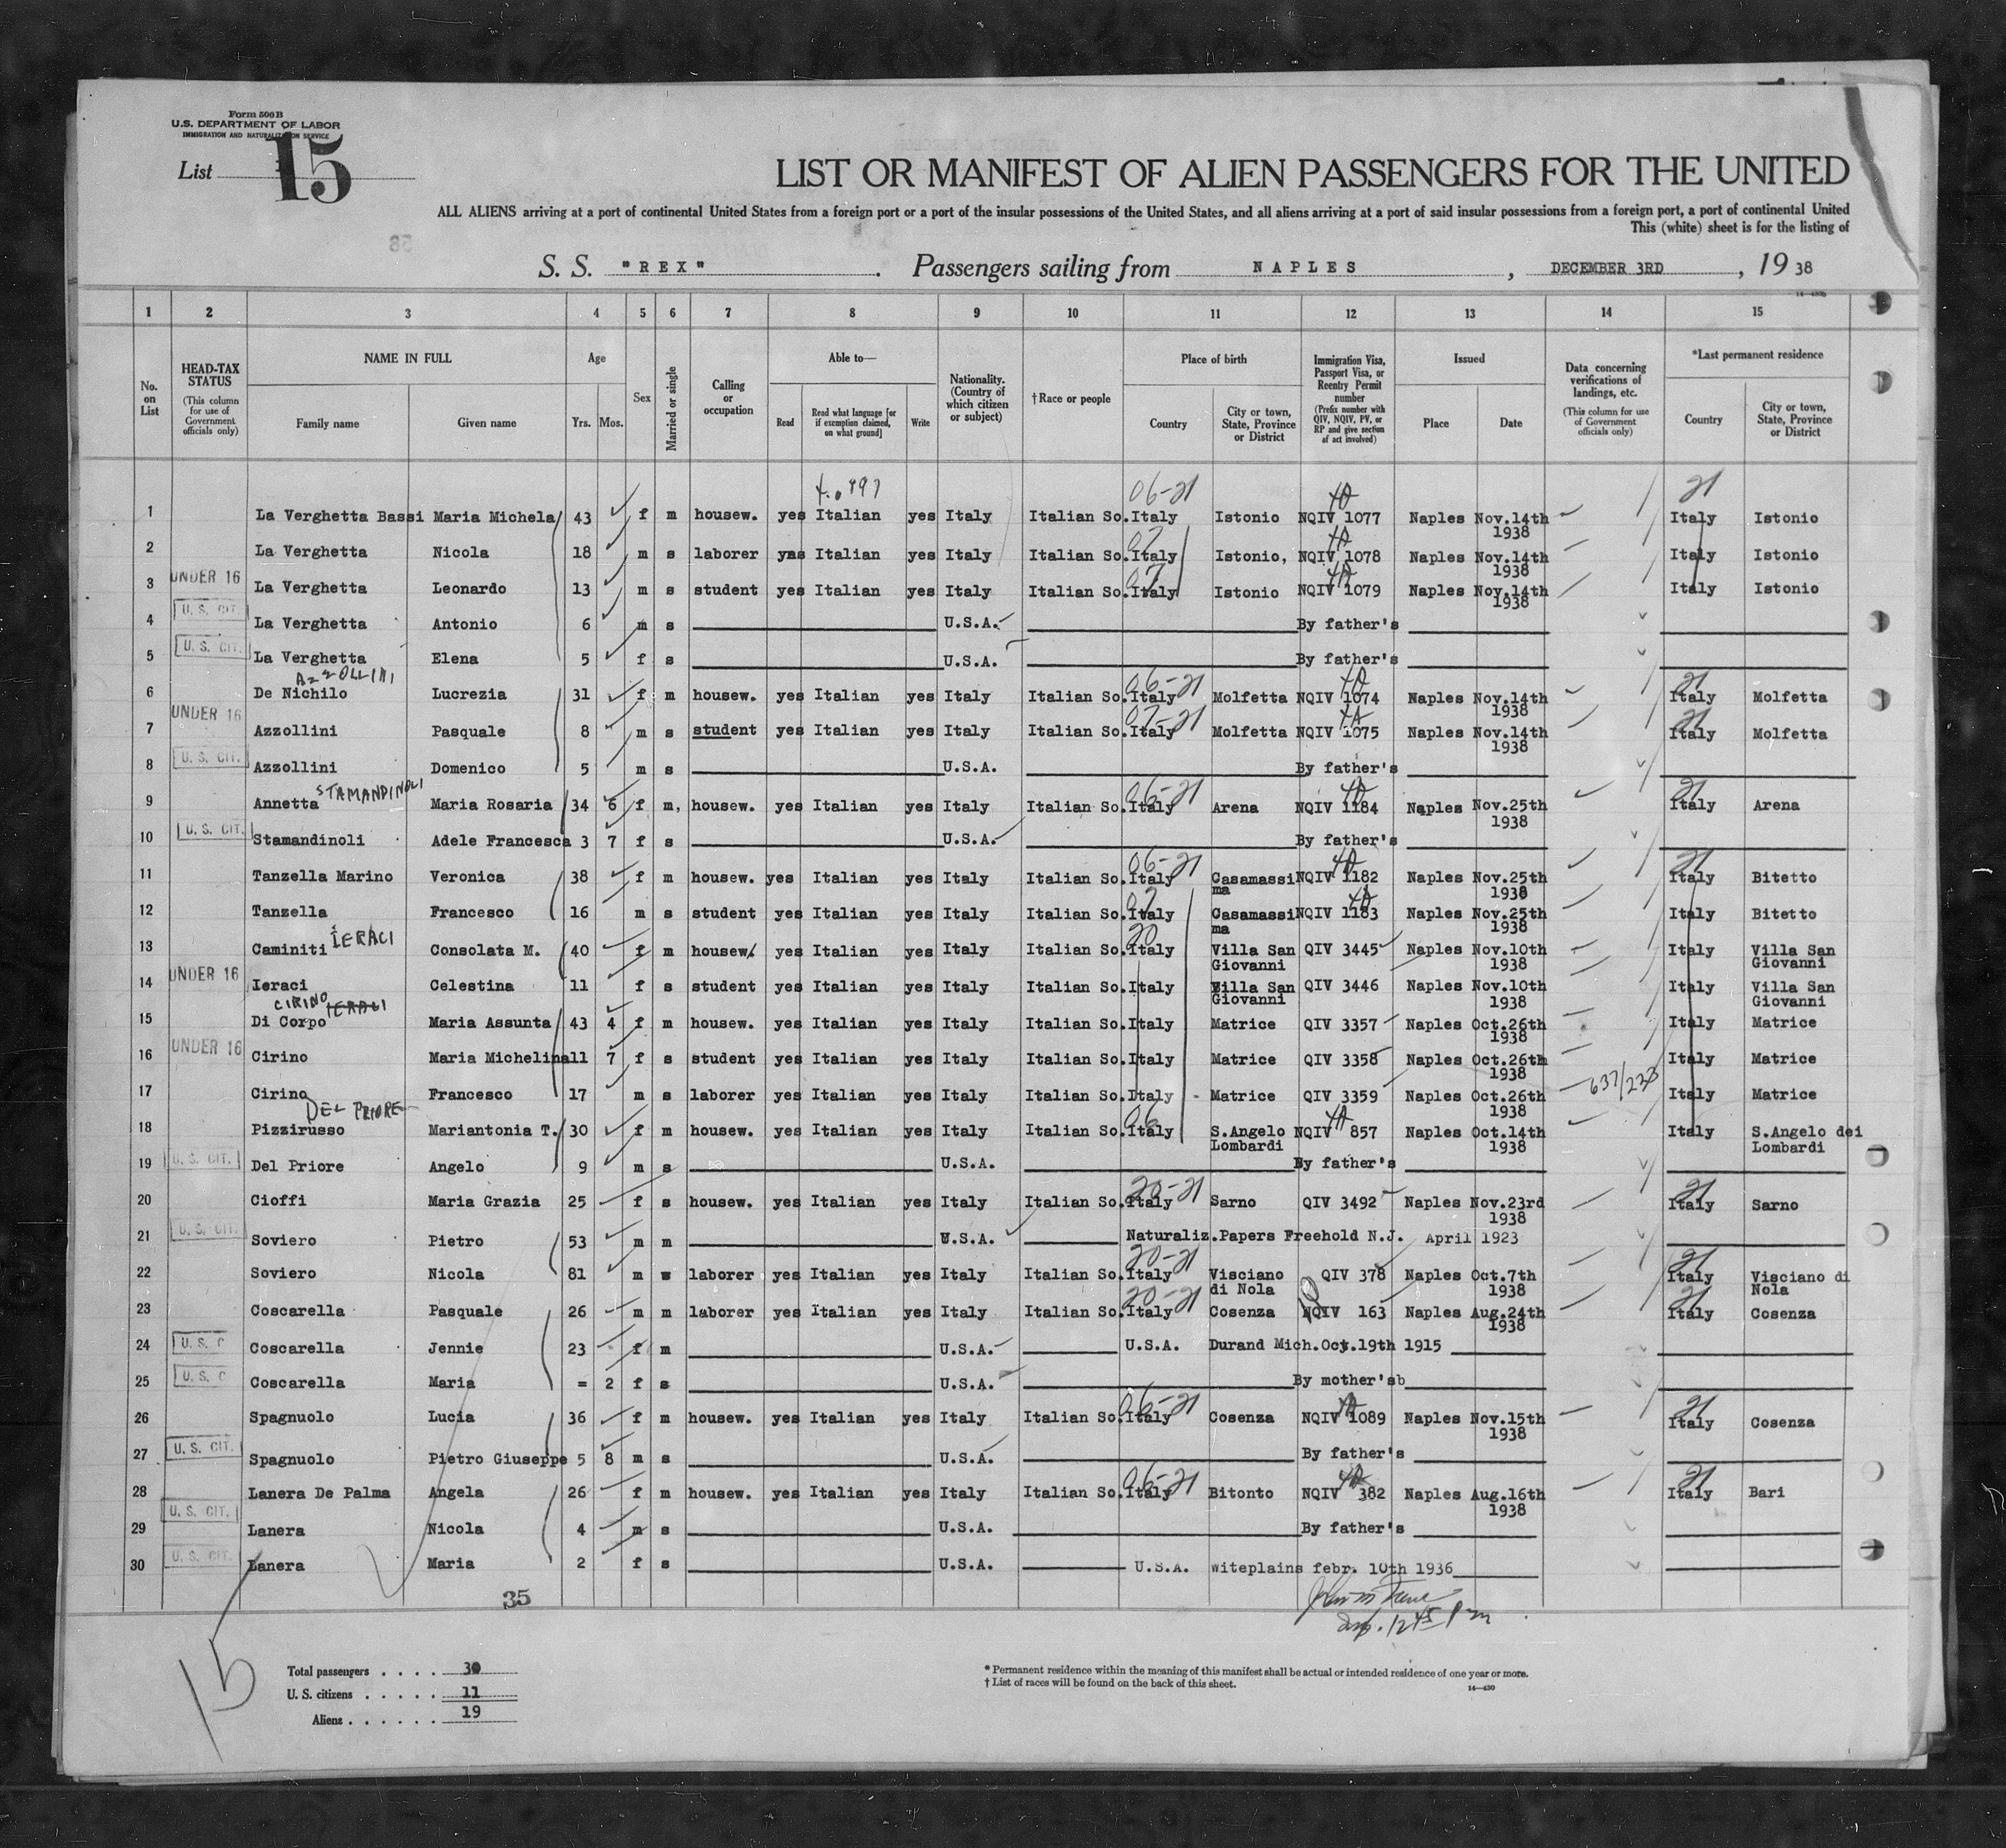 Form 500 B
U.S. DEPARTMENT OF LABOR
IMMIGRATION AND NATURALIZATION SERVICE
List 15
LIST OR MANIFEST OF ALIEN PASSENGERS FOR THE UNITED
ALL ALIENS arriving at a port of continental United States from a foreign port or a port of the insular possessions of the United States, and all aliens arriving at a port of said insular possessions from a foreign port, a port of continental United
This (white) sheet is for the listing of
S. S. "REX". Passengers sailing from NAPLES, DECEMBER 3RD, 1938
1 2 3 4 5 6 7 8 9 10 11 12 13 14 15
No. on List
HEAD-TAX STATUS
(This column for use of Government officials only)
NAME IN FULL
Family name Given name
Age
Yrs. Mos.
Sex
Married or single
Calling or occupation
Able to—
Read
Read what language [or if exemption claimed, on what ground]
Write
Nationality. (Country of which citizen or subject)
†Race or people
Place of birth
Country
City or town, State, Province or District
Immigration Visa, Passport Visa, or Reentry Permit number
(Prefix number with QIV, NQIV, PV, or RP and give section of act involved)
Issued
Place Date
Data concerning verifications of landings, etc.
(This column for use of Government officials only)
*Last permanent residence
Country
City or town, State, Province or District
06-21 4D 21
1 La Verghetta Bassi Maria Michela 43 f m housew. yes Italian yes Italy Italian So. Italy Istonio NQIV 1077 Naples Nov.14th 1938 Italy Istonio
2 La Verghetta Nicola 18 m s laborer yas Italian yes Italy Italian So. Italy Istonio, NQIV 1078 Naples Nov.14th 1938 Italy Istonio
UNDER 16
3 La Verghetta Leonardo 13 m s student yes Italian yes Italy Italian So. Italy Istonio NQIV 1079 Naples Nov.14th 1938 Italy Istonio
U. S. CIT.
4 La Verghetta Antonio 6 m s U.S.A. By father's
U. S. CIT.
5 La Verghetta Elena 5 f s U.S.A. By father's
AZZOLLINI
6 De Nichilo Lucrezia 31 f m housew. yes Italian yes Italy Italian So. Italy Molfetta NQIV 1074 Naples Nov.14th 1938 Italy Molfetta
UNDER 16
7 Azzollini Pasquale 8 m s student yes Italian yes Italy Italian So. Italy Molfetta NQIV 1075 Naples Nov.14th 1938 Italy Molfetta
U. S. CIT.
8 Azzollini Domenico 5 m s U.S.A. By father's
STAMANDINOLI
9 Annetta Maria Rosaria 34 6 f m, housew. yes Italian yes Italy Italian So. Italy Arena NQIV 1184 Naples Nov.25th 1938 Italy Arena
U. S. CIT.
10 Stamandinoli Adele Francesca 3 7 f s U.S.A. By father's
11 Tanzella Marino Veronica 38 f m housew. yes Italian yes Italy Italian So. Italy Casamassima NQIV 1182 Naples Nov.25th 1938 Italy Bitetto
12 Tanzella Francesco 16 m s student yes Italian yes Italy Italian So. Italy Casamassima NQIV 1183 Naples Nov.25th 1938 Italy Bitetto
IERACI
13 Caminiti Consolata M. 40 f m housew. yes Italian yes Italy Italian So. Italy Villa San Giovanni QIV 3445 Naples Nov.10th 1938 Italy Villa San Giovanni
UNDER 16
14 Ieraci Celestina 11 f s student yes Italian yes Italy Italian So. Italy Villa San Giovanni QIV 3446 Naples Nov.10th 1938 Italy Villa San Giovanni
CIRINO IERACI
15 Di Corpo Maria Assunta 43 4 f m housew. yes Italian yes Italy Italian So. Italy Matrice QIV 3357 Naples Oct.26th 1938 Italy Matrice
UNDER 16
16 Cirino Maria Michelina 11 7 f s student yes Italian yes Italy Italian So. Italy Matrice QIV 3358 Naples Oct.26th 1938 Italy Matrice
17 Cirino Francesco 17 m s laborer yes Italian yes Italy Italian So. Italy Matrice QIV 3359 Naples Oct.26th 1938 Italy Matrice
DEL PRIORE
18 Pizzirusso Mariantonia T. 30 f m housew. yes Italian yes Italy Italian So. Italy S.Angelo Lombardi NQIV 857 Naples Oct.14th 1938 Italy S.Angelo dei Lombardi
U. S. CIT.
19 Del Priore Angelo 9 m s U.S.A. By father's
20 Cioffi Maria Grazia 25 f s housew. yes Italian yes Italy Italian So. Italy Sarno QIV 3492 Naples Nov.23rd 1938 Italy Sarno
U. S. CIT.
21 Soviero Pietro 53 m m U.S.A. Naturaliz.Papers Freehold N.J. April 1923
22 Soviero Nicola 81 m w laborer yes Italian yes Italy Italian So. Italy Visciano di Nola QIV 378 Naples Oct.7th 1938 Italy Visciano di Nola
23 Coscarella Pasquale 26 m m laborer yes Italian yes Italy Italian So. Italy Cosenza NQIV 163 Naples Aug.24th 1938 Italy Cosenza
U. S. C
24 Coscarella Jennie 23 f m U.S.A. U.S.A. Durand Mich.Ocy.19th 1915
U. S. C
25 Coscarella Maria = 2 f s U.S.A. By mother'sb
26 Spagnuolo Lucia 36 f m housew. yes Italian yes Italy Italian So. Italy Cosenza NQIV 1089 Naples Nov.15th 1938 Italy Cosenza
U. S. CIT.
27 Spagnuolo Pietro Giuseppe 5 8 m s U.S.A. By father's
28 Lanera De Palma Angela 26 f m housew. yes Italian yes Italy Italian So. Italy Bitonto NQIV 382 Naples Aug.16th 1938 Italy Bari
U. S. CIT.
29 Lanera Nicola 4 m s U.S.A. By father's
U. S. CIT.
30 Lanera Maria 2 f s U.S.A. U.S.A. witeplains febr. 10th 1936
35
15
Total passengers . . . . 30
U. S. citizens . . . . . 11
Aliens . . . . . . 19
* Permanent residence within the meaning of this manifest shall be actual or intended residence of one year or more.
† List of races will be found on the back of this sheet.
14—430